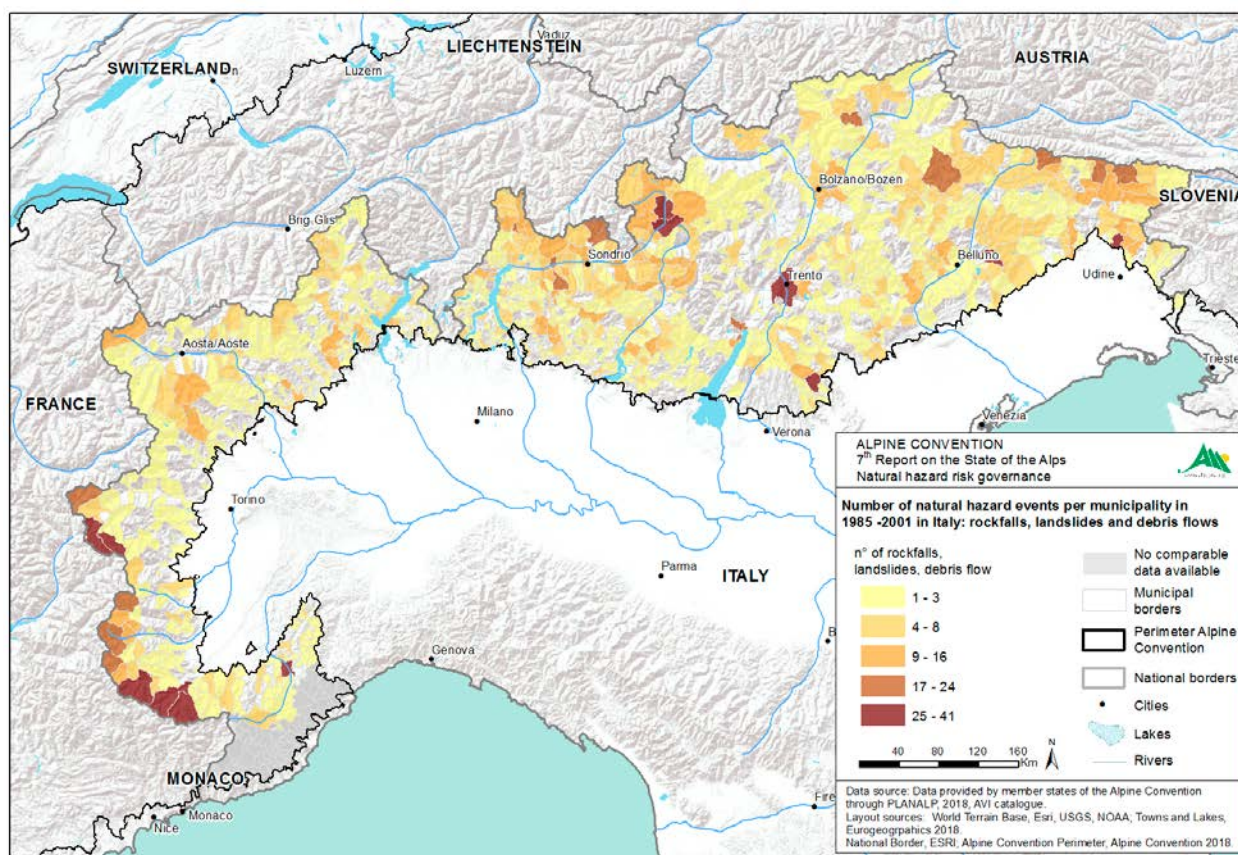 LIECHTENSTEIN
Vaduz
SWITZERLAND
n
Luzern
AUSTRIA
SLOVENIA
Bolzano/Bozen
Brig-Glis
Sondrio
Belluno
Trento
Udine
Aosta/Aoste
Trieste
FRANCE
Milano
Venezia
Verona
Torino
Parma
ITALY
B
Genova
MONACO
Monaco
Nice
Fire
ALPINE CONVENTION
7th Report on the State of the Alps
Natural hazard risk governance
Number of natural hazard events per municipality in
1985 -2001 in Italy: rockfalls, landslides and debris flows
n° of rockfalls,
landslides, debris flow
1 - 3
4 - 8
9 - 16
17 - 24
25 - 41
No comparable
data available
Municipal
borders
Perimeter Alpine
Convention
National borders
Cities
Lakes
Rivers
40 80 120 160
Km
N
Data source: Data provided by member states of the Alpine Convention
through PLANALP, 2018, AVI catalogue.
Layout sources: World Terrain Base, Esri, USGS, NOAA; Towns and Lakes,
Eurogeogrpahics 2018.
National Border, ESRI; Alpine Convention Perimeter, Alpine Convention 2018.